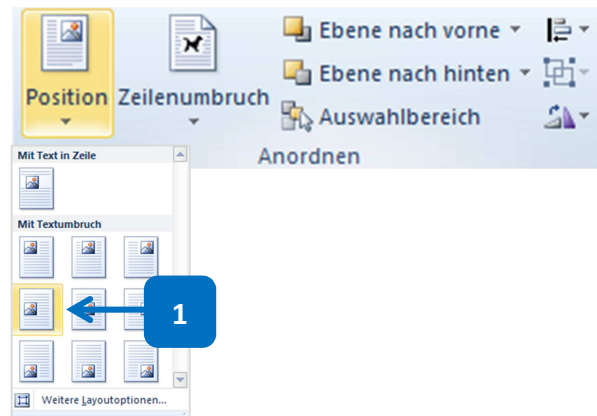 Position
Zeilenumbruch
Ebene nach vorne
Ebene nach hinten
Auswahlbereich
Anordnen
Mit Text in Zeile
Mit Textumbruch
1
Weitere Layoutoptionen...